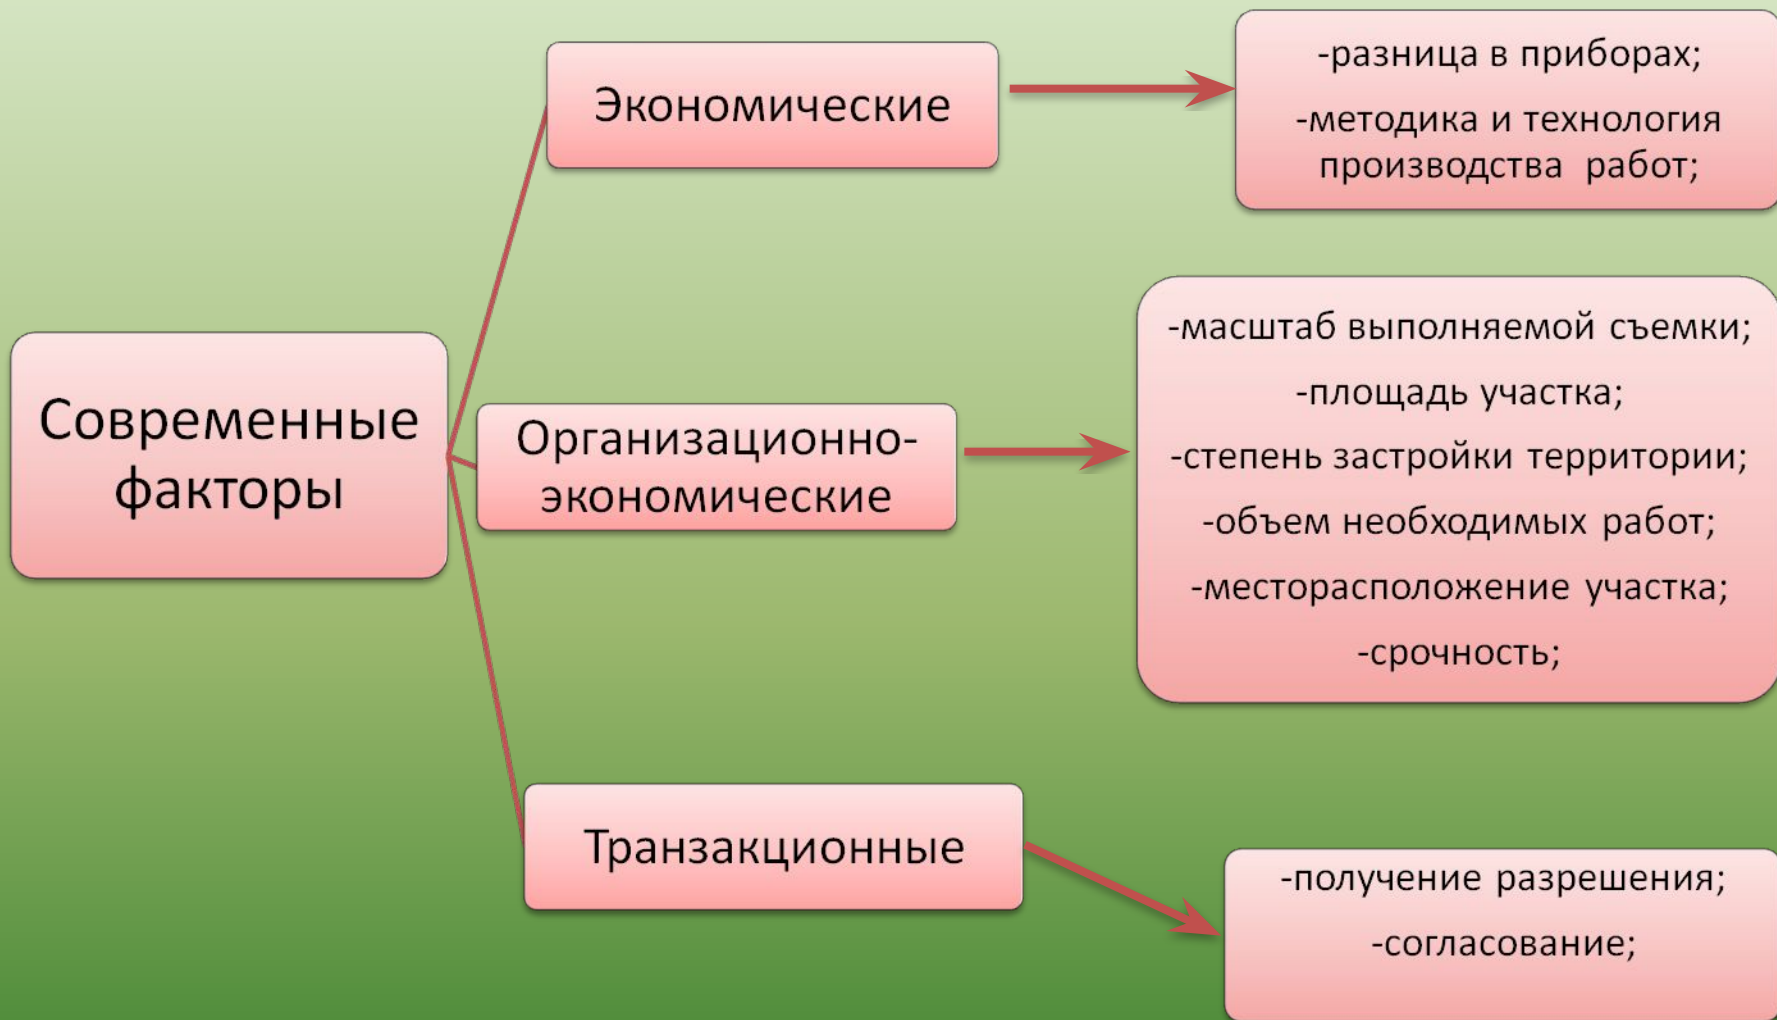 Современные
факторы
Экономические
-разница в приборах;
-методика и технология
производства работ;
Организационно-
экономические
-масштаб выполняемой съемки;
-площадь участка;
-степень застройки территории;
-объем необходимых работ;
-месторасположение участка;
-срочность;
Транзакционные
-получение разрешения;
-согласование;